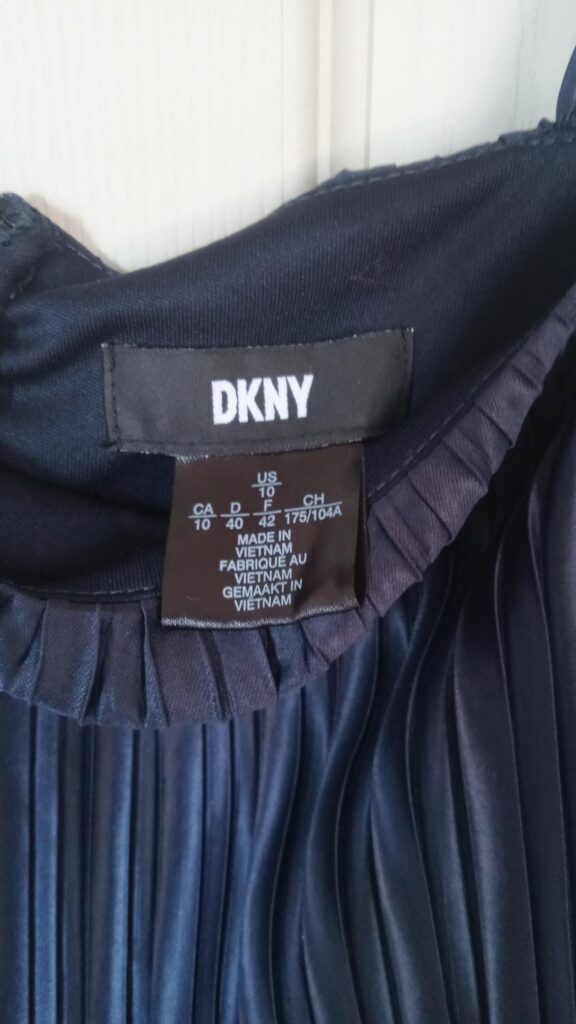 DKNY
US
10
CA D F CH
10 40 42 175/104A
MADE IN
VIETNAM
FABRIQUÉ AU
VIETNAM
GEMAAKT IN
VIETNAM